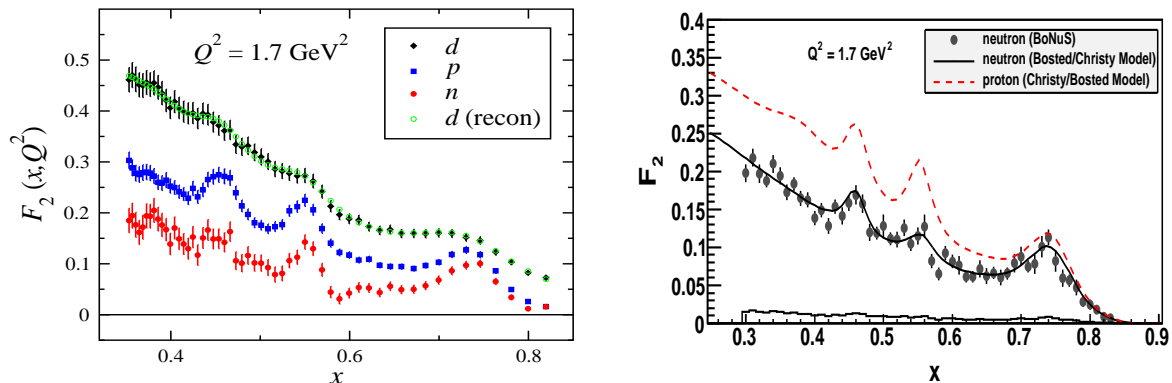 Q² = 1.7 GeV²
d
p
n
d (recon)
F₂ (x,Q²)
0.5
0.4
0.3
0.2
0.1
0
0.4
0.6
0.8
x
Q² = 1.7 GeV²
neutron (BoNuS)
neutron (Bosted/Christy Model)
proton (Christy/Bosted Model)
F₂
0.4
0.35
0.3
0.25
0.2
0.15
0.1
0.05
0
0.3
0.4
0.5
0.6
0.7
0.8
0.9
X